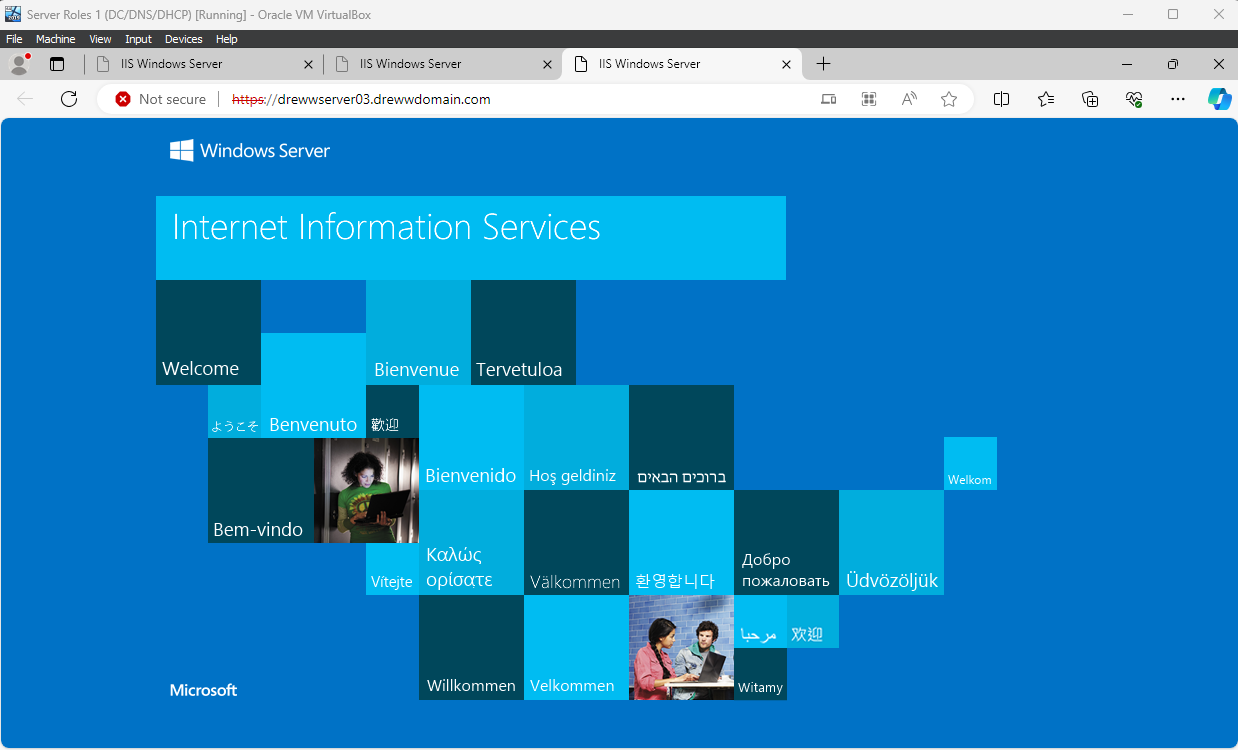 Server Roles 1 (DC/DNS/DHCP) [Running] - Oracle VM VirtualBox
File Machine View Input Devices Help
IIS Windows Server
IIS Windows Server
IIS Windows Server
Not secure
https://drewwserver03.drewwdomain.com
Windows Server
Internet Information Services
Welcome
Bienvenue
Tervetuloa
ようこそ
Benvenuto
歡迎
Bienvenido
Hoş geldiniz
ברוכים הבאים
Welkom
Bem-vindo
Vítejte
Καλώς
ορίσατε
Välkommen
환영합니다
Добро
пожаловать
Üdvözöljük
Willkommen
Velkommen
مرحبا
欢迎
Witamy
Microsoft